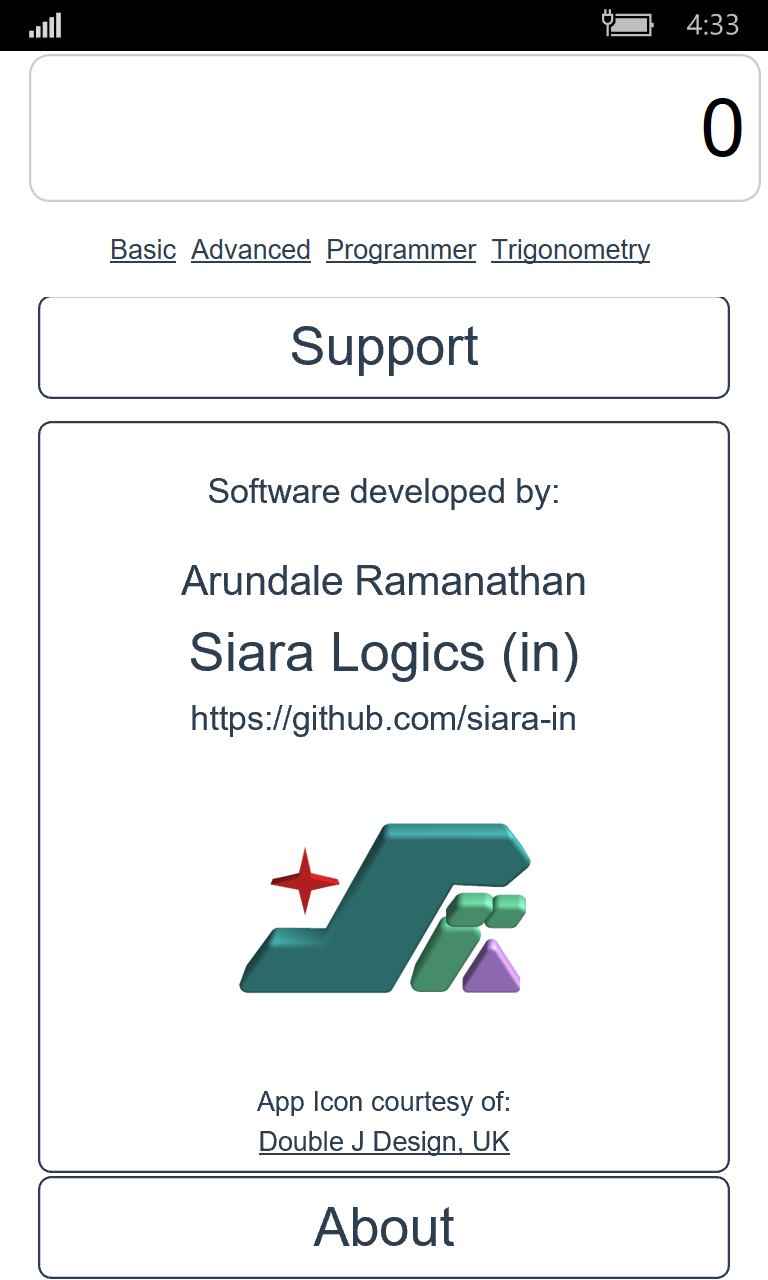 4:33
0
Basic Advanced Programmer Trigonometry
Support
Software developed by:
Arundale Ramanathan
Siara Logics (in)
https://github.com/siara-in
App Icon courtesy of:
Double J Design, UK
About